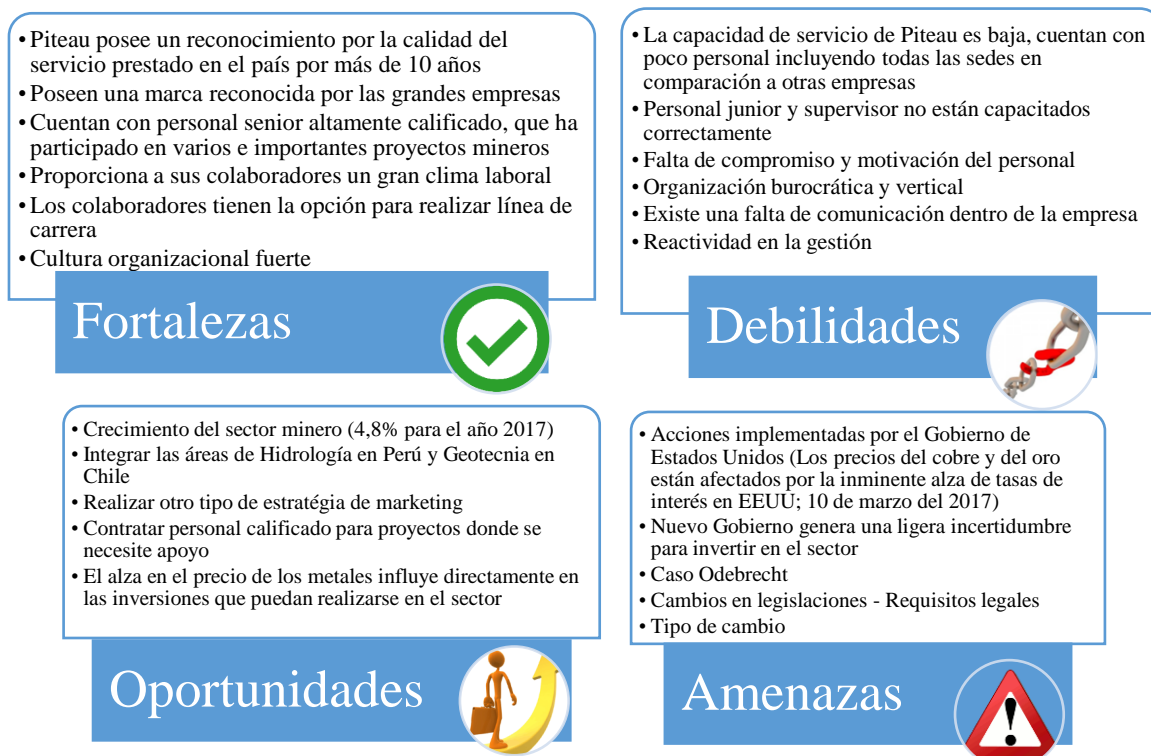 • Piteau posee un reconocimiento por la calidad del
servicio prestado en el país por más de 10 años
• Poseen una marca reconocida por las grandes empresas
• Cuentan con personal senior altamente calificado, que ha
participado en varios e importantes proyectos mineros
• Proporciona a sus colaboradores un gran clima laboral
• Los colaboradores tienen la opción para realizar línea de
carrera
• Cultura organizacional fuerte
Fortalezas
• La capacidad de servicio de Piteau es baja, cuentan con
poco personal incluyendo todas las sedes en
comparación a otras empresas
• Personal junior y supervisor no están capacitados
correctamente
• Falta de compromiso y motivación del personal
• Organización burocrática y vertical
• Existe una falta de comunicación dentro de la empresa
• Reactividad en la gestión
Debilidades
• Crecimiento del sector minero (4,8% para el año 2017)
• Integrar las áreas de Hidrología en Perú y Geotecnia en
Chile
• Realizar otro tipo de estratégia de marketing
• Contratar personal calificado para proyectos donde se
necesite apoyo
• El alza en el precio de los metales influye directamente en
las inversiones que puedan realizarse en el sector
Oportunidades
• Acciones implementadas por el Gobierno de
Estados Unidos (Los precios del cobre y del oro
están afectados por la inminente alza de tasas de
interés en EEUU; 10 de marzo del 2017)
• Nuevo Gobierno genera una ligera incertidumbre
para invertir en el sector
• Caso Odebrecht
• Cambios en legislaciones - Requisitos legales
• Tipo de cambio
Amenazas